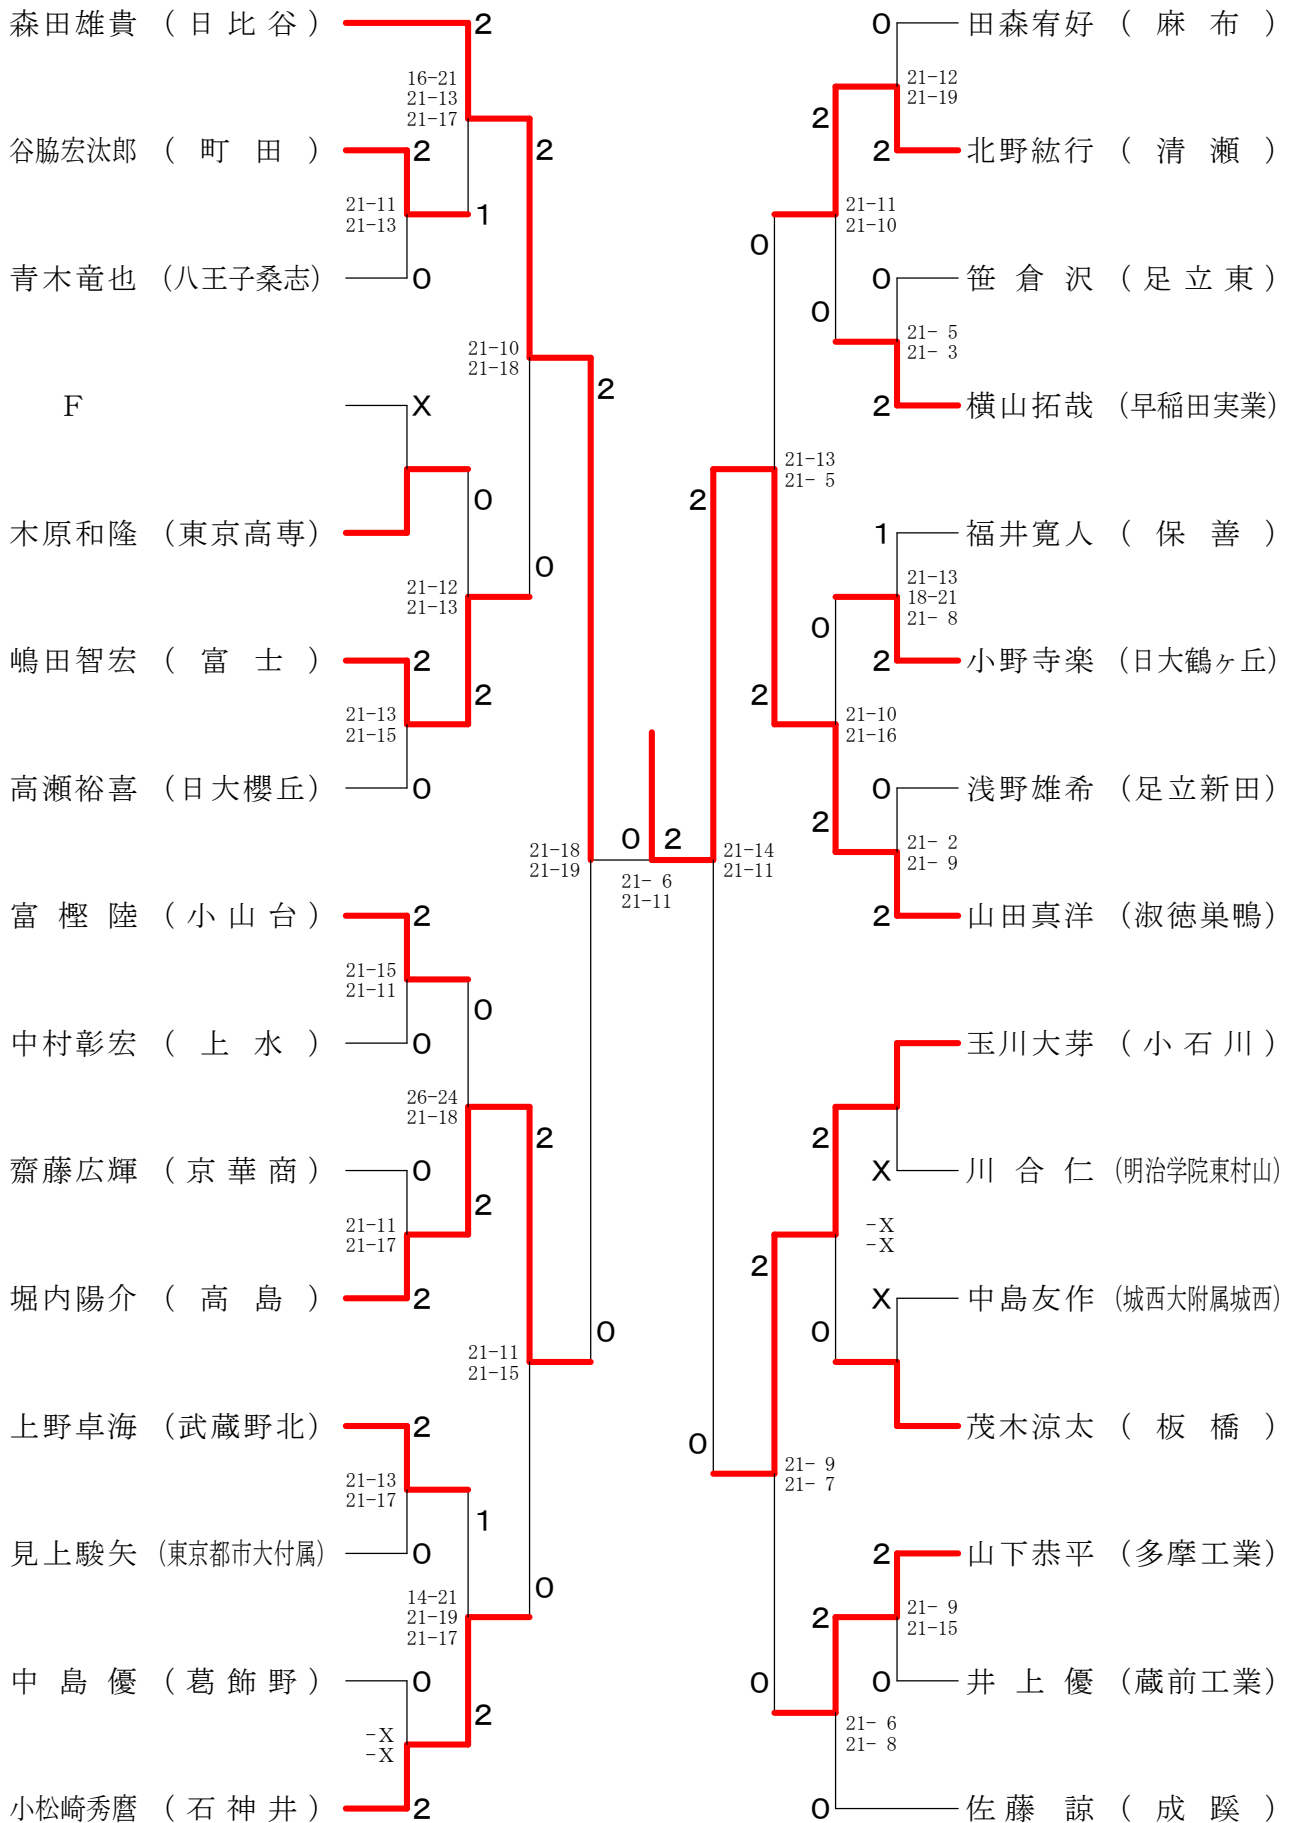 森田雄貴 （日比谷） 2
16-21
21-13
21-17
谷脇宏汰郎 （町田） 2
2
21-11
21-13
1
青木竜也 （八王子桑志） 0
21-10
21-18
F X
2
0
木原和隆 （東京高専）
0
21-12
21-13
嶋田智宏 （富士） 2
2
21-13
21-15
高瀬裕喜 （日大櫻丘） 0
21-18
21-19
富樫陸 （小山台） 2
21-15
21-11
0
中村彰宏 （上水） 0
26-24
21-18
2
齋藤広輝 （京華商） 0
2
21-11
21-17
堀内陽介 （高島） 2
0
21-11
21-15
上野卓海 （武蔵野北） 2
21-13
21-17
1
見上駿矢 （東京都市大付属） 0
0
14-21
21-19
21-17
中島優 （葛飾野） 0
2
-X
-X
小松崎秀麿 （石神井） 2
0 2
21- 6
21-11
0 田森宥好 （麻布）
21-12
21-19
2
2 北野紘行 （清瀬）
21-11
21-10
0
0 笹倉沢 （足立東）
0
21- 5
21- 3
2 横山拓哉 （早稲田実業）
21-13
21- 5
2
1 福井寛人 （保善）
21-13
18-21
21- 8
0
2 小野寺楽 （日大鶴ヶ丘）
2
21-10
21-16
0 浅野雄希 （足立新田）
2
21- 2
21- 9
21-14
21-11
2 山田真洋 （淑徳巣鴨）
玉川大芽 （小石川）
2
X 川合仁 （明治学院東村山）
-X
-X
2
X 中島友作 （城西大附属城西）
0
茂木涼太 （板橋）
0
21- 9
21- 7
2 山下恭平 （多摩工業）
21- 9
21-15
2
0
0 井上優 （蔵前工業）
21- 6
21- 8
0 佐藤諒 （成蹊）